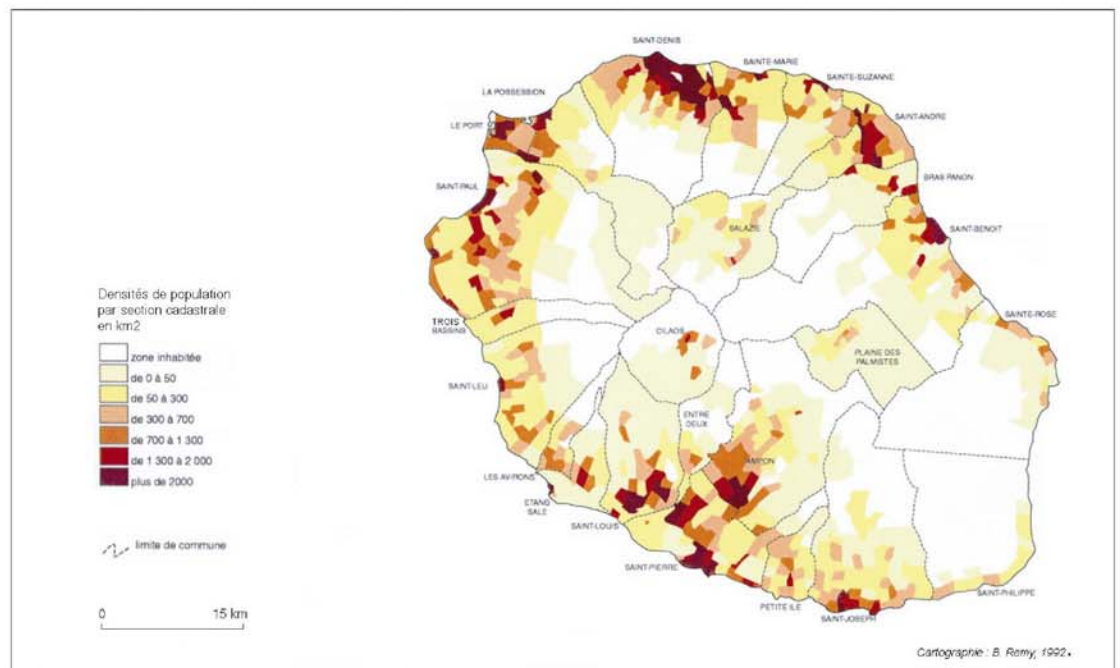 SAINT-DENIS
SAINTE-MARIE
SAINTE-SUZANNE
LA POSSESSION
LE PORT
SAINT-ANDRE
SAINT-PAUL
BRAS PANON
SALAZIE
SAINT-BENOIT
Densités de population
par section cadastrale
en km2
TROIS
BASSINS
SAINTE-ROSE
CILAOS
PLAINE DES
PALMISTES
zone inhabitée
de 0 à 50
de 50 à 300
de 300 à 700
de 700 à 1 300
de 1 300 à 2 000
plus de 2000
SAINT-LEU
ENTRE
DEUX
AMPON
LES AVIRONS
ETANG
SALE
SAINT-LOUIS
limite de commune
SAINT-PIERRE
SAINT-PHILIPPE
PETITE ILE
SAINT-JOSEPH
0 15 km
Cartographie : B. Remy, 1992.